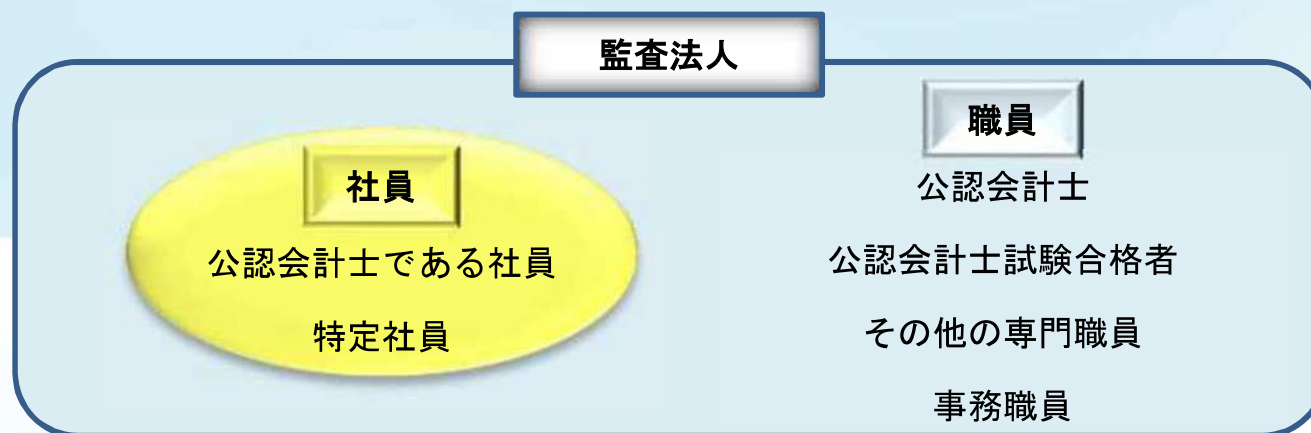 監査法人
社員
公認会計士である社員
特定社員
職員
公認会計士
公認会計士試験合格者
その他の専門職員
事務職員